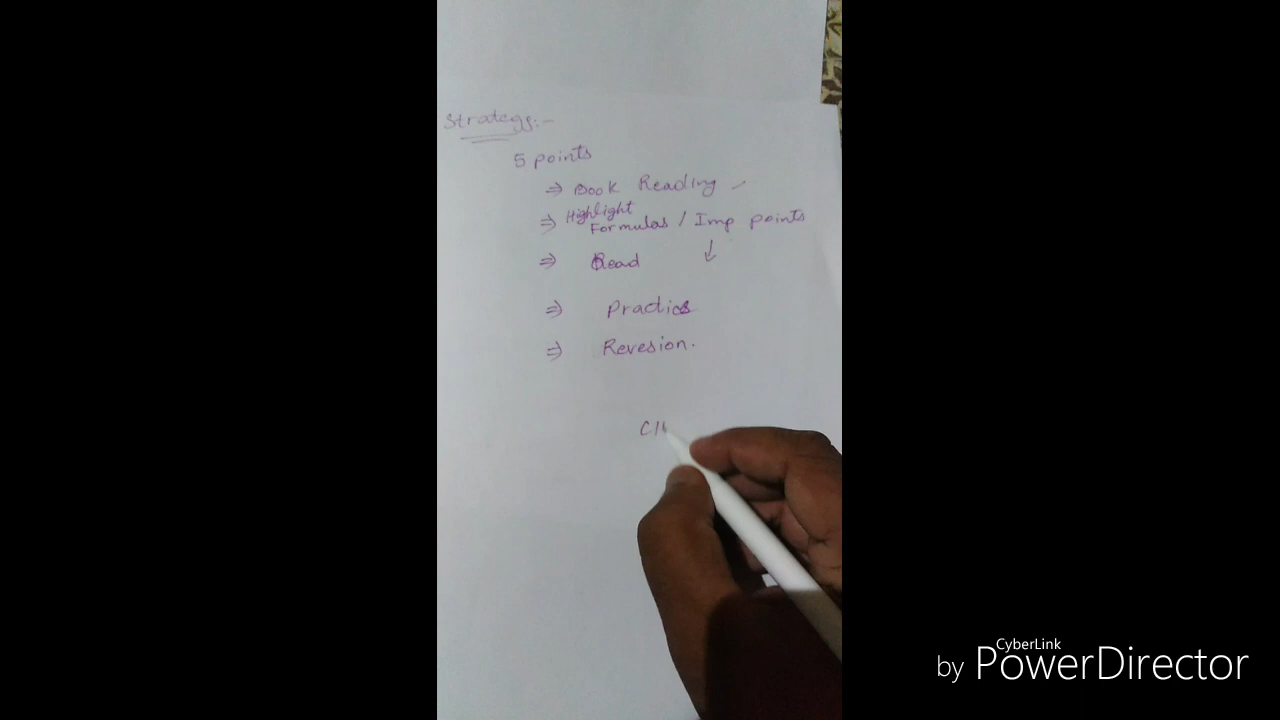 Strategy:-
5 points
⇒ Book Reading
⇒ Highlight
Formulas / Imp points
↓
⇒ Read
⇒ Practice
⇒ Revesion.
CyberLink
by PowerDirector